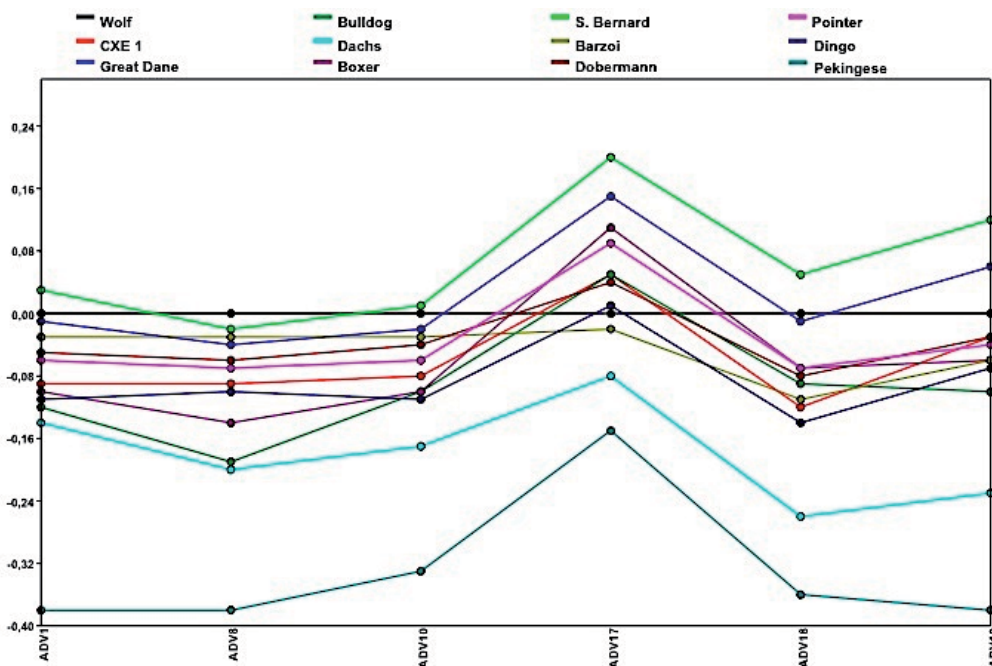 Wolf Bulldog S. Bernard Pointer
CXE 1 Dachs Barzoi Dingo
Great Dane Boxer Dobermann Pekingese
0,24
0,16
0,08
0,00
-0,08
-0,16
-0,24
-0,32
-0,40
ADV1
ADV8
ADV10
ADV17
ADV18